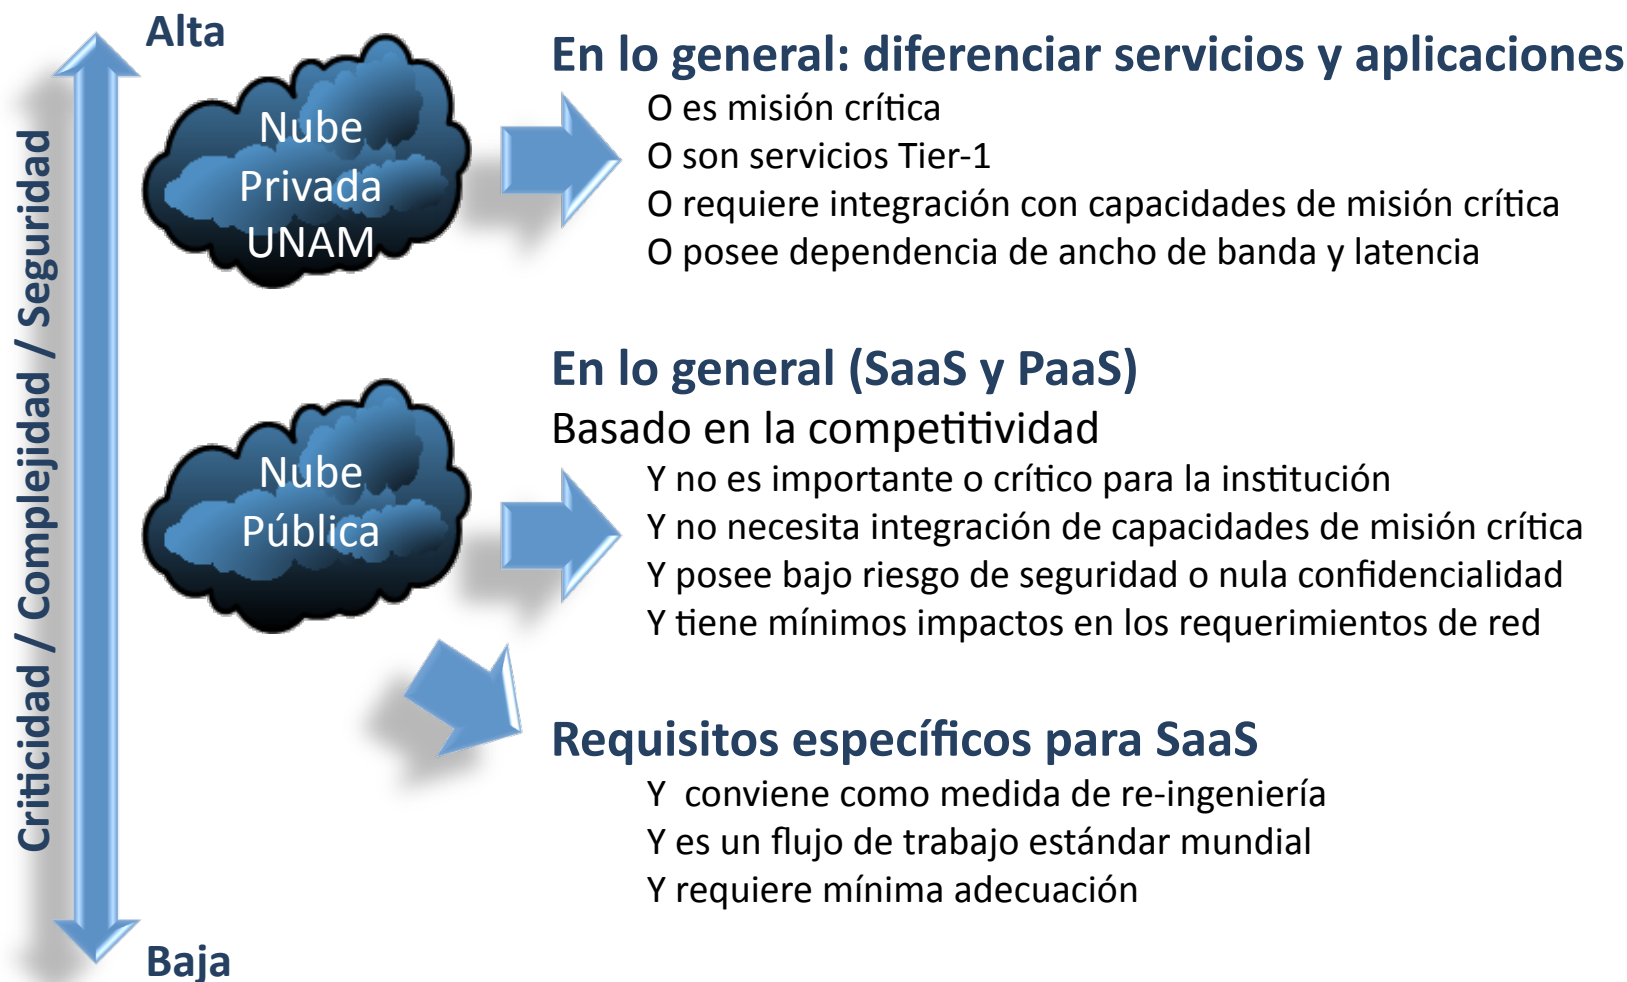 Alta
Criticidad / Complejidad / Seguridad
Nube
Privada
UNAM
En lo general: diferenciar servicios y aplicaciones
O es misión crítica
O son servicios Tier-1
O requiere integración con capacidades de misión crítica
O posee dependencia de ancho de banda y latencia
Nube
Pública
En lo general (SaaS y PaaS)
Basado en la competitividad
Y no es importante o crítico para la institución
Y no necesita integración de capacidades de misión crítica
Y posee bajo riesgo de seguridad o nula confidencialidad
Y tiene mínimos impactos en los requerimientos de red
Requisitos específicos para SaaS
Y conviene como medida de re-ingeniería
Y es un flujo de trabajo estándar mundial
Y requiere mínima adecuación
Baja